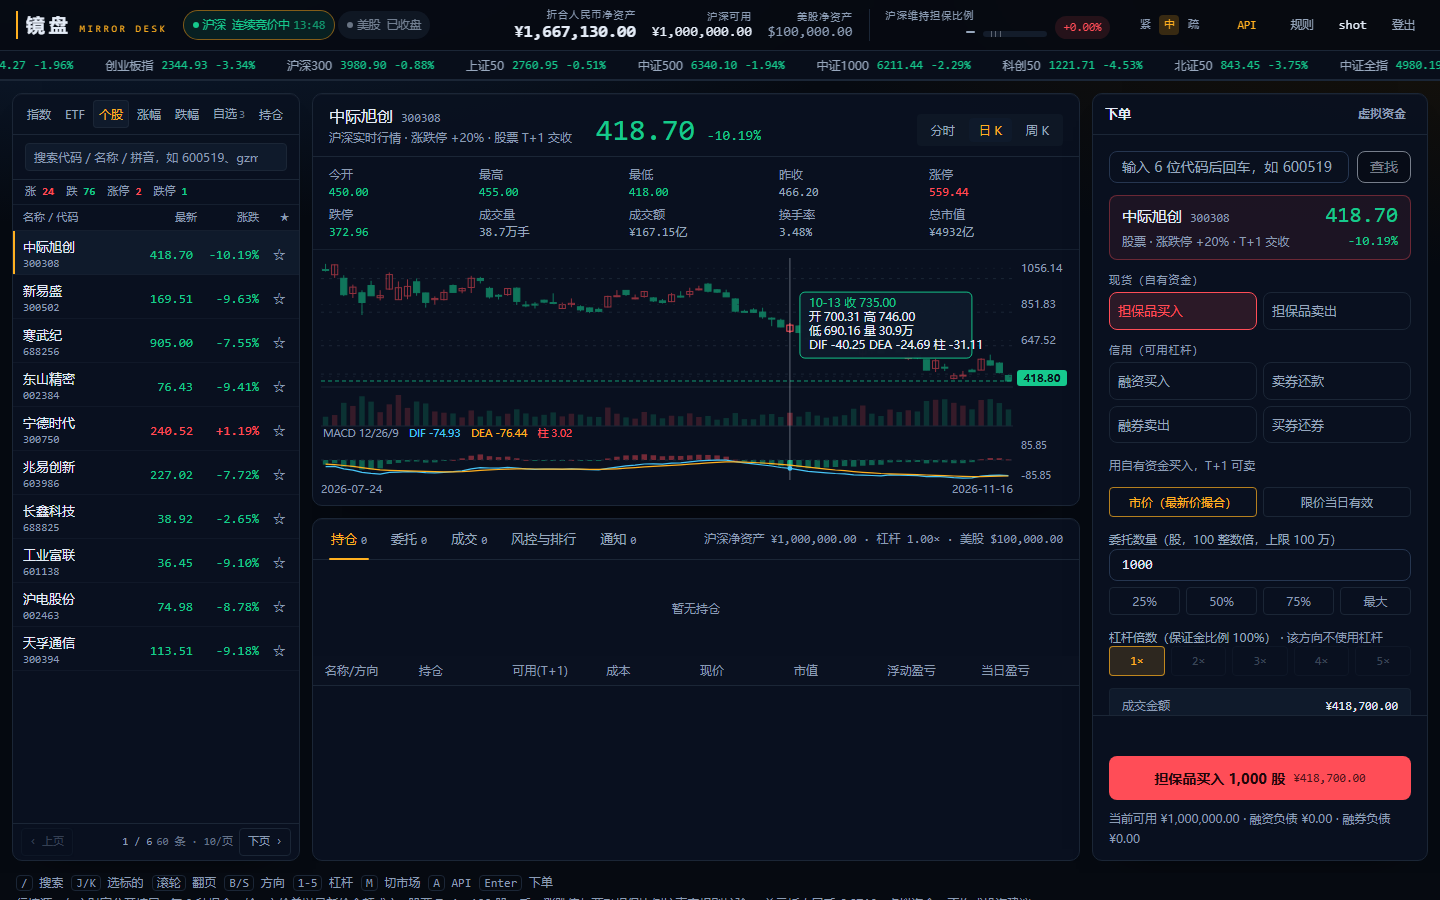 镜盘 MIRROR DESK
沪深 连续竞价中 13:48
美股 已收盘
折合人民币净资产
¥1,667,130.00
沪深可用
¥1,000,000.00
美股净资产
$100,000.00
沪深维持担保比例
—
+0.00%
紧 中 疏
API 规则 shot 登出
4.27 -1.96% 创业板指 2344.93 -3.34% 沪深300 3980.90 -0.88% 上证50 2760.95 -0.51% 中证500 6340.10 -1.94% 中证1000 6211.44 -2.29% 科创50 1221.71 -4.53% 北证50 843.45 -3.75% 中证全指 4980.19
指数 ETF 个股 涨幅 跌幅 自选 3 持仓
搜索代码 / 名称 / 拼音，如 600519、gzm
涨 24 跌 76 涨停 2 跌停 1
名称 / 代码 最新 涨跌 ★
中际旭创 418.70 -10.19% ☆
300308
新易盛 169.51 -9.63% ☆
300502
寒武纪 905.00 -7.55% ☆
688256
东山精密 76.43 -9.41% ☆
002384
宁德时代 240.52 +1.19% ☆
300750
兆易创新 227.02 -7.72% ☆
603986
长鑫科技 38.92 -2.65% ☆
688825
工业富联 36.45 -9.10% ☆
601138
沪电股份 74.98 -8.78% ☆
002463
天孚通信 113.51 -9.18% ☆
300394
‹ 上页 1 / 6 60 条 · 10/页 下页 ›
中际旭创 300308
沪深实时行情 · 涨跌停 +20% · 股票 T+1 交收
418.70 -10.19%
分时 日 K 周 K
今开 昨收 最高 最低 涨停
450.00 455.00 418.00 466.20 559.44
跌停 成交量 成交额 换手率 总市值
372.96 38.7万手 ¥167.15亿 3.48% ¥4932亿
1056.14
851.83
647.52
418.80
10-13 收 735.00
开 700.31 高 746.00
低 690.16 量 30.9万
DIF -40.25 DEA -24.69 柱 -31.11
MACD 12/26/9 DIF -74.93 DEA -76.44 柱 3.02
85.85
-85.85
2026-07-24 2026-11-16
持仓 0 委托 0 成交 0 风控与排行 通知 0
沪深净资产 ¥1,000,000.00 · 杠杆 1.00× · 美股 $100,000.00
暂无持仓
名称/方向 持仓 可用(T+1) 成本 现价 市值 浮动盈亏 当日盈亏
下单 虚拟资金
输入 6 位代码后回车，如 600519 查找
中际旭创 300308 418.70
股票 · 涨跌停 +20% · T+1 交收 -10.19%
现货（自有资金）
担保品买入 担保品卖出
信用（可用杠杆）
融资买入 卖券还款
融券卖出 买券还券
用自有资金买入，T+1 可卖
市价（最新价撮合） 限价当日有效
委托数量（股，100 整数倍，上限 100 万）
1000
25% 50% 75% 最大
杠杆倍数（保证金比例 100%） · 该方向不使用杠杆
1× 2× 3× 4× 5×
成交金额 ¥418,700.00
担保品买入 1,000 股 ¥418,700.00
当前可用 ¥1,000,000.00 · 融资负债 ¥0.00 · 融券负债
¥0.00
/ 搜索 J/K 选标的 滚轮 翻页 B/S 方向 1-5 杠杆 M 切市场 A API Enter 下单